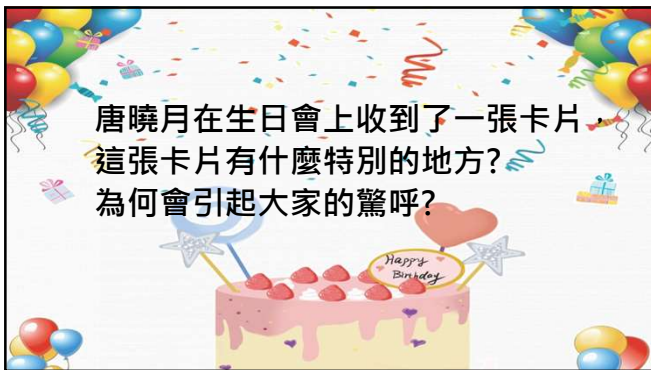 唐曉月在生日會上收到了一張卡片，
這張卡片有什麼特別的地方?
為何會引起大家的驚呼?
Happy
Birthday